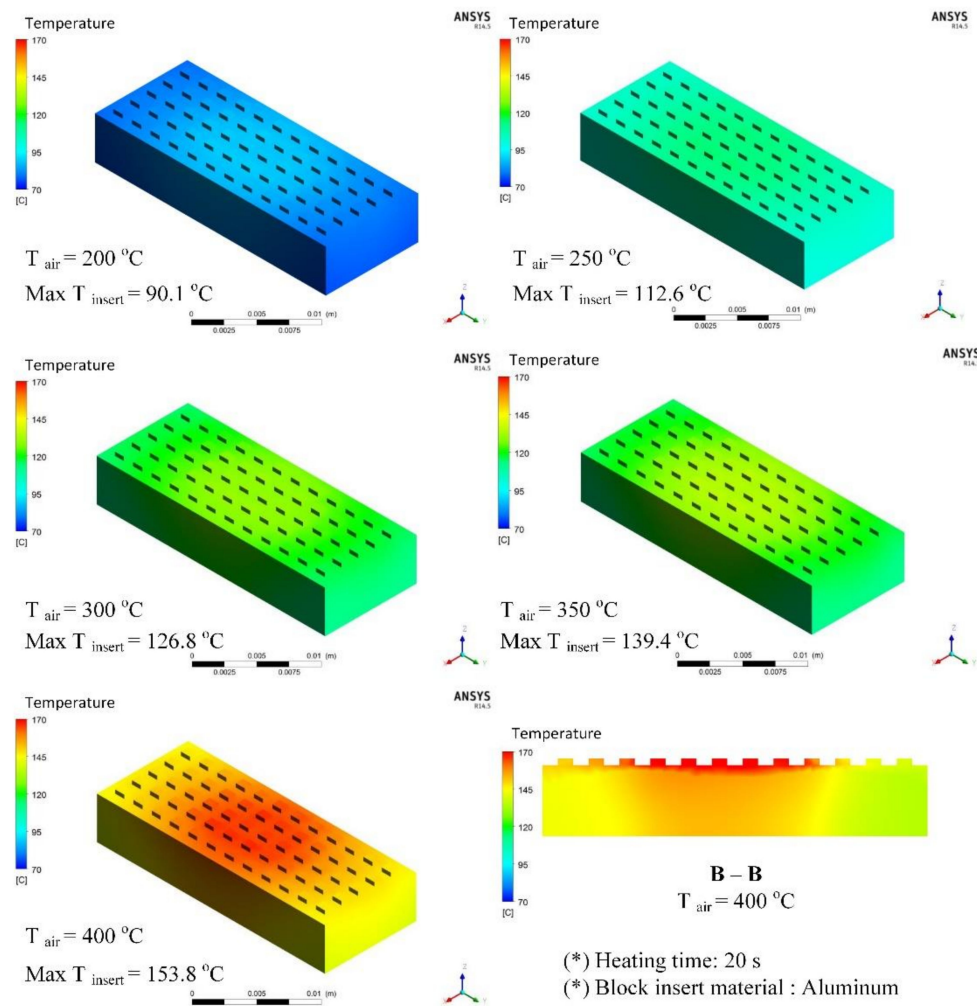 Temperature
ANSYS
R14.5
170
145
120
95
70
[C]
T air = 200 °C
Max T insert = 90.1 °C
0 0.005 0.01 (m)
0.0025 0.0075
Z
X Y
Temperature
ANSYS
R14.5
170
145
120
95
70
[C]
T air = 250 °C
Max T insert = 112.6 °C
0 0.005 0.01 (m)
0.0025 0.0075
Z
X Y
Temperature
ANSYS
R14.5
170
145
120
95
70
[C]
T air = 300 °C
Max T insert = 126.8 °C
0 0.005 0.01 (m)
0.0025 0.0075
Z
X Y
Temperature
ANSYS
R14.5
170
145
120
95
70
[C]
T air = 350 °C
Max T insert = 139.4 °C
0 0.005 0.01 (m)
0.0025 0.0075
Z
X Y
Temperature
ANSYS
R14.5
170
145
120
95
70
[C]
T air = 400 °C
Max T insert = 153.8 °C
0 0.005 0.01 (m)
0.0025 0.0075
Z
X Y
Temperature
170
145
120
95
70
[C]
B – B
T air = 400 °C
(*) Heating time: 20 s
(*) Block insert material : Aluminum